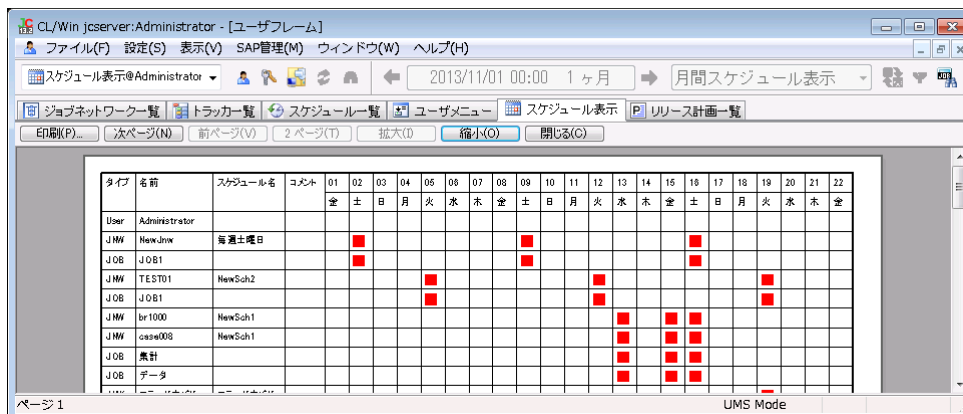 CL/Win jcserver:Administrator - [ユーザフレーム]
ファイル(F) 設定(S) 表示(V) SAP管理(M) ウィンドウ(W) ヘルプ(H)
スケジュール表示@Administrator 2013/11/01 00:00 1 ヶ月 月間スケジュール表示
ジョブネットワーク一覧 トラッカー一覧 スケジュール一覧 ユーザメニュー スケジュール表示 リリース計画一覧
印刷(P)... 次ページ(N) 前ページ(V) 2 ページ(T) 拡大(I) 縮小(O) 閉じる(C)
タイプ 名前 スケジュール名 コメント 01 02 03 04 05 06 07 08 09 10 11 12 13 14 15 16 17 18 19 20 21 22
金 土 日 月 火 水 木 金 土 日 月 火 水 木 金 土 日 月 火 水 木 金
User Administrator
JNW NewJnw 毎週土曜日
JOB JOB1
JNW TEST01 NewSch2
JOB JOB1
JNW br1000 NewSch1
JNW case008 NewSch1
JOB 集計
JOB データ
ページ 1 UMS Mode